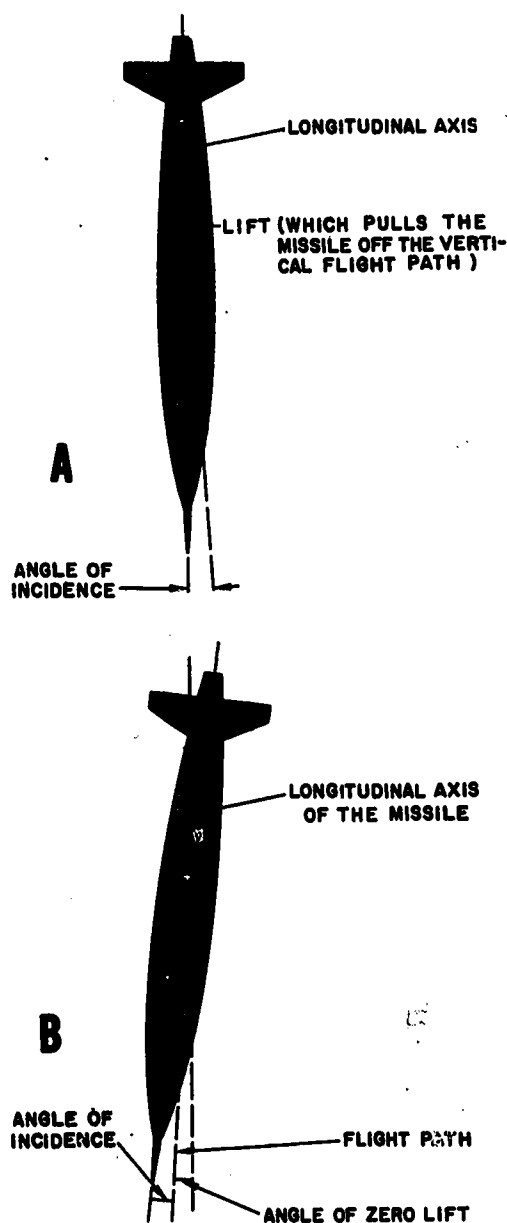 LONGITUDINAL AXIS
LIFT (WHICH PULLS THE
MISSILE OFF THE VERTI-
CAL FLIGHT PATH)
A
ANGLE OF
INCIDENCE
LONGITUDINAL AXIS
OF THE MISSILE
B
ANGLE OF
INCIDENCE
FLIGHT PATH
ANGLE OF ZERO LIFT